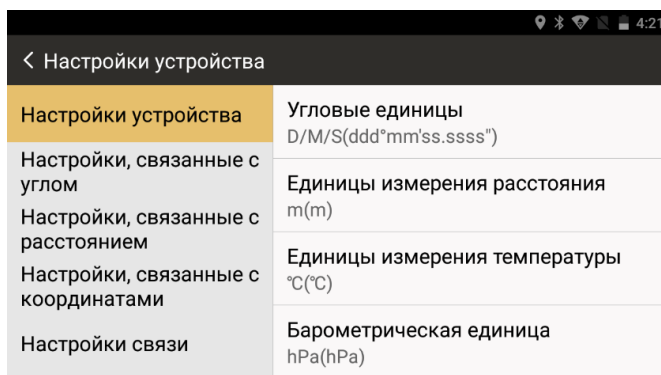 4:21
Настройки устройства
Настройки устройства
Настройки, связанные с
углом
Настройки, связанные с
расстоянием
Настройки, связанные с
координатами
Настройки связи
Угловые единицы
D/M/S(ddd°mm'ss.ssss")
Единицы измерения расстояния
m(m)
Единицы измерения температуры
℃(℃)
Барометрическая единица
hPa(hPa)